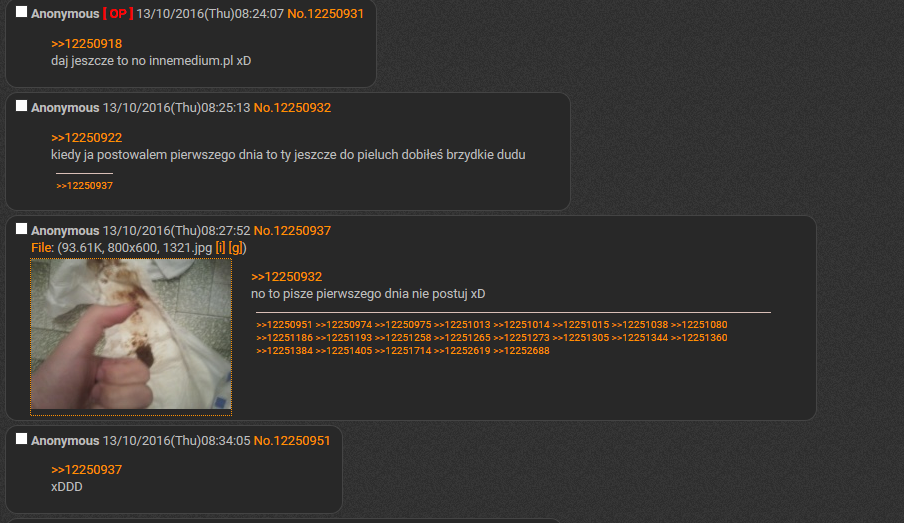 Anonymous [ OP ] 13/10/2016(Thu)08:24:07 No.12250931
>>12250918
daj jeszcze to no innemedium.pl xD
Anonymous 13/10/2016(Thu)08:25:13 No.12250932
>>12250922
kiedy ja postowalem pierwszego dnia to ty jeszcze do pieluch dobiłeś brzydkie dudu
>>12250937
Anonymous 13/10/2016(Thu)08:27:52 No.12250937
File: (93.61K, 800x600, 1321.jpg [i] [g])
>>12250932
no to pisze pierwszego dnia nie postuj xD
>>12250951 >>12250974 >>12250975 >>12251013 >>12251014 >>12251015 >>12251038 >>12251080
>>12251186 >>12251193 >>12251258 >>12251265 >>12251273 >>12251305 >>12251344 >>12251360
>>12251384 >>12251405 >>12251714 >>12252619 >>12252688
Anonymous 13/10/2016(Thu)08:34:05 No.12250951
>>12250937
xDDD